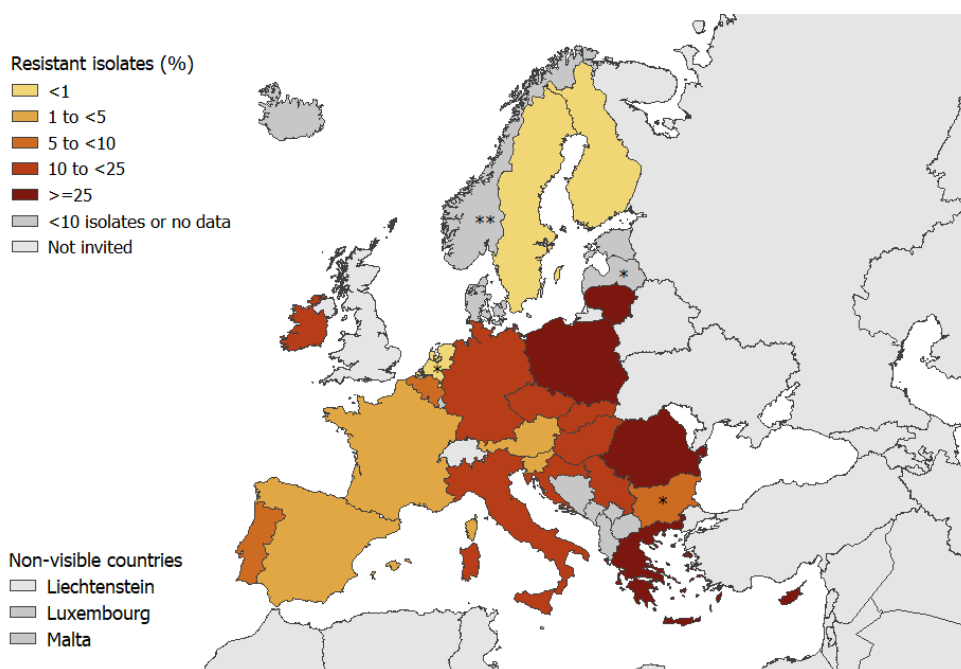 Resistant isolates (%)
<1
1 to <5
5 to <10
10 to <25
>=25
<10 isolates or no data
Not invited
**
*
*
*
Non-visible countries
Liechtenstein
Luxembourg
Malta